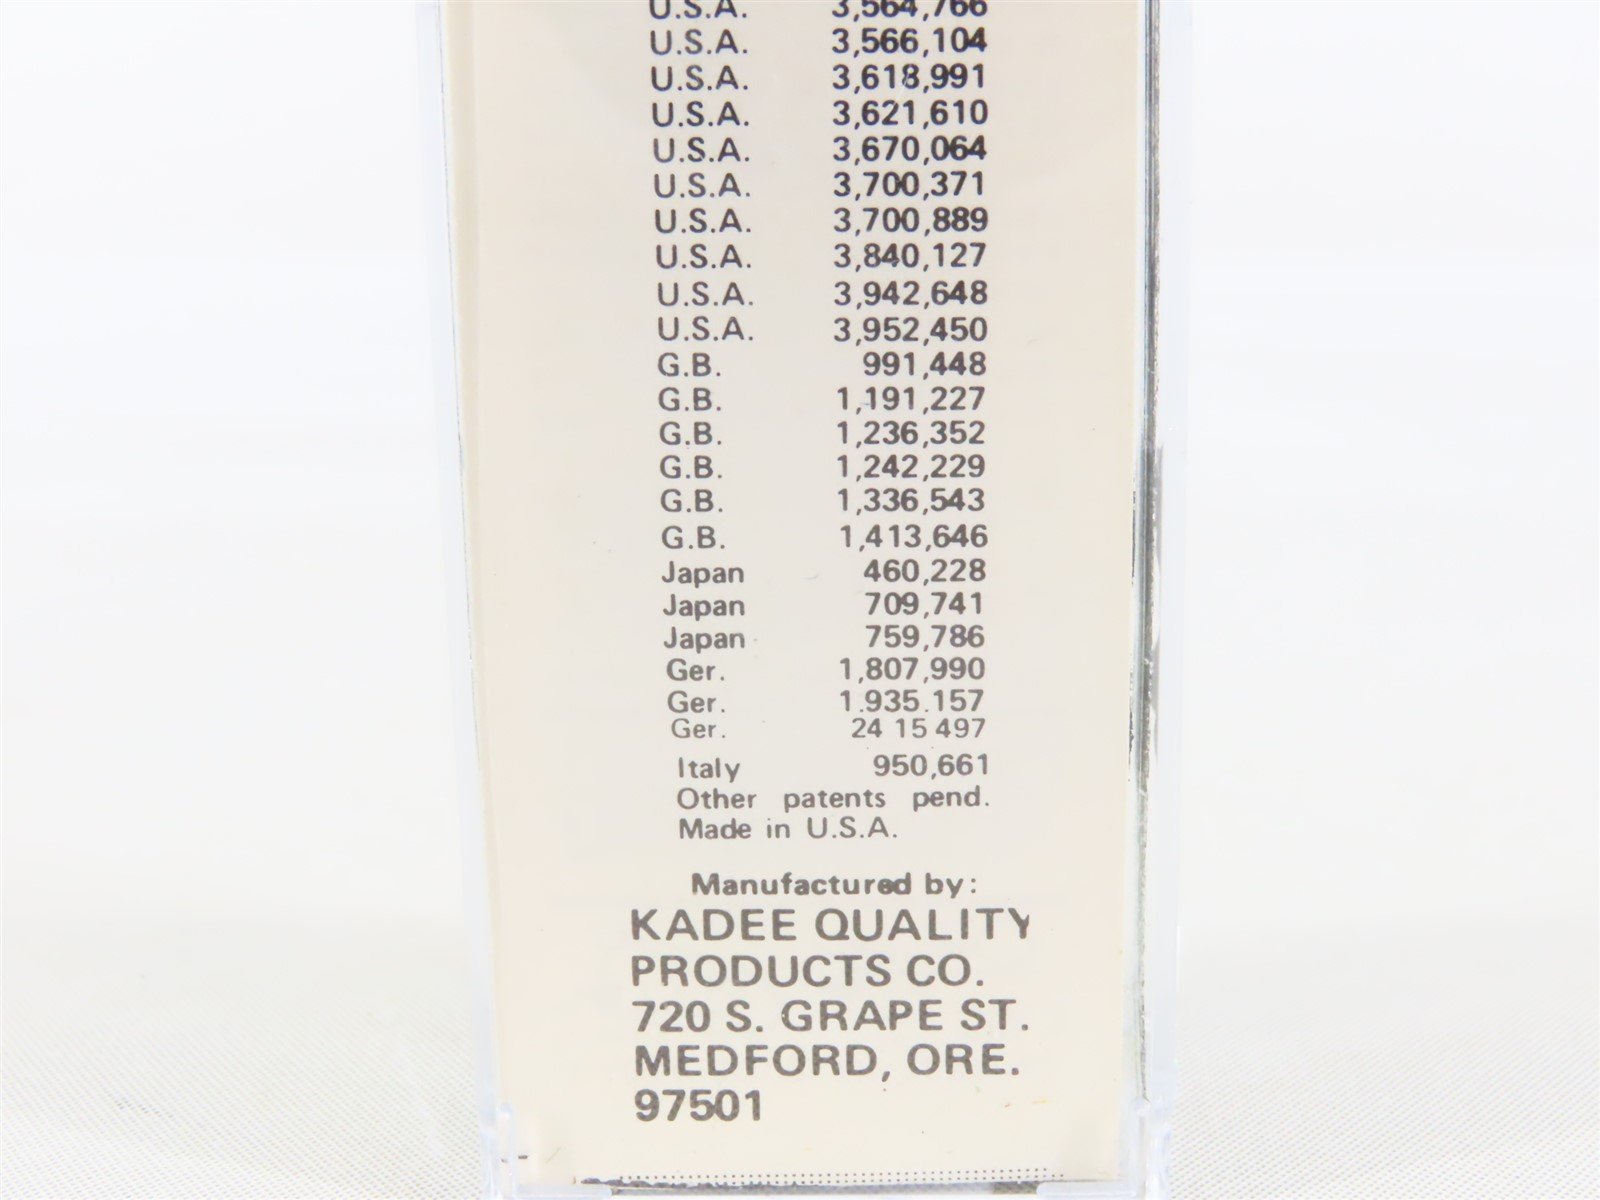 U.S.A. 3,564,766
U.S.A. 3,566,104
U.S.A. 3,618,991
U.S.A. 3,621,610
U.S.A. 3,670,064
U.S.A. 3,700,371
U.S.A. 3,700,889
U.S.A. 3,840,127
U.S.A. 3,942,648
U.S.A. 3,952,450
G.B. 991,448
G.B. 1,191,227
G.B. 1,236,352
G.B. 1,242,229
G.B. 1,336,543
G.B. 1,413,646
Japan 460,228
Japan 709,741
Japan 759,786
Ger. 1,807,990
Ger. 1.935.157
Ger. 24 15 497
Italy 950,661
Other patents pend.
Made in U.S.A.
Manufactured by:
KADEE QUALITY
PRODUCTS CO.
720 S. GRAPE ST.
MEDFORD, ORE.
97501